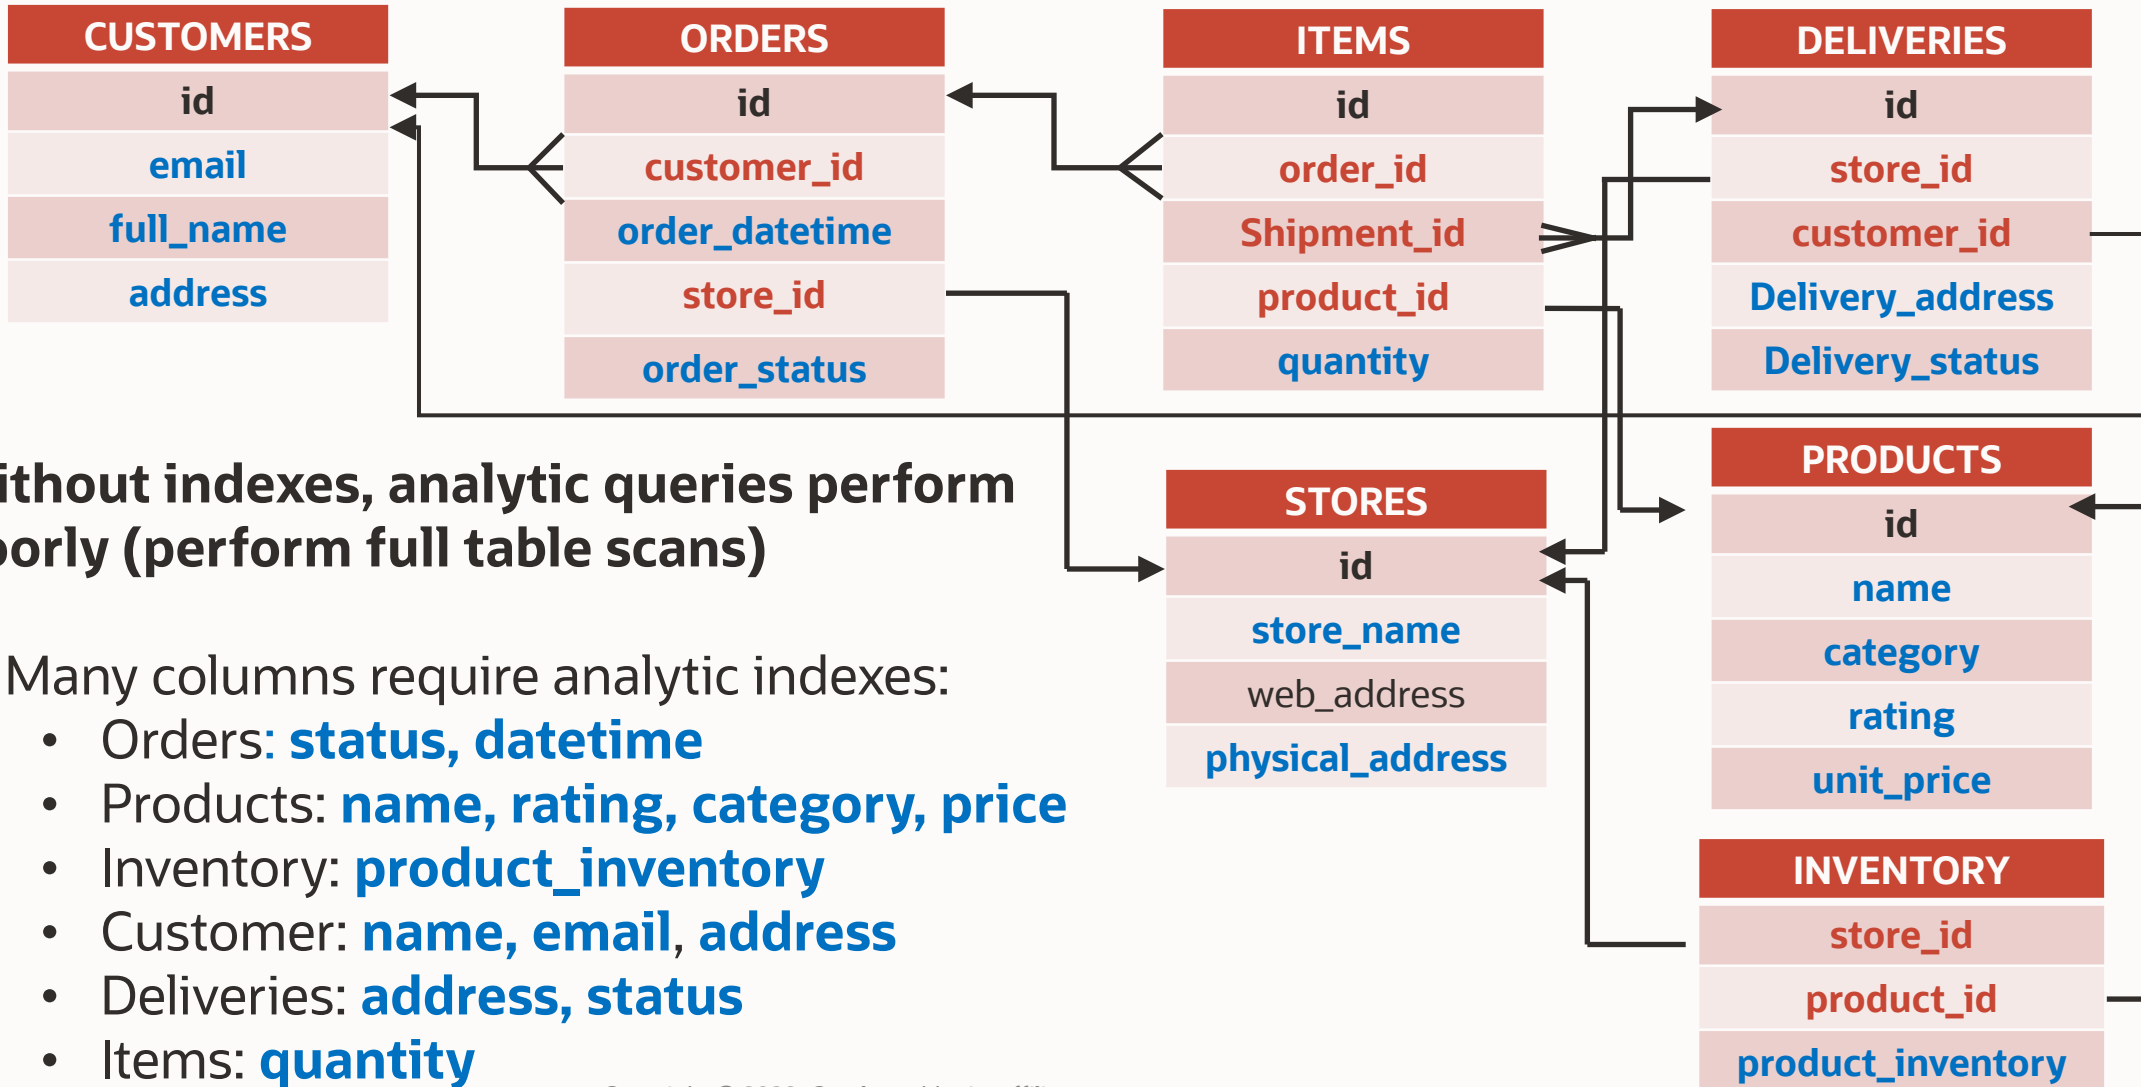 CUSTOMERS
id
email
full_name
address
ORDERS
id
customer_id
order_datetime
store_id
order_status
ITEMS
id
order_id
Shipment_id
product_id
quantity
DELIVERIES
id
store_id
customer_id
Delivery_address
Delivery_status
ithout indexes, analytic queries perform
oorly (perform full table scans)
Many columns require analytic indexes:
• Orders: status, datetime
• Products: name, rating, category, price
• Inventory: product_inventory
• Customer: name, email, address
• Deliveries: address, status
• Items: quantity
STORES
id
store_name
web_address
physical_address
PRODUCTS
id
name
category
rating
unit_price
INVENTORY
store_id
product_id
product_inventory